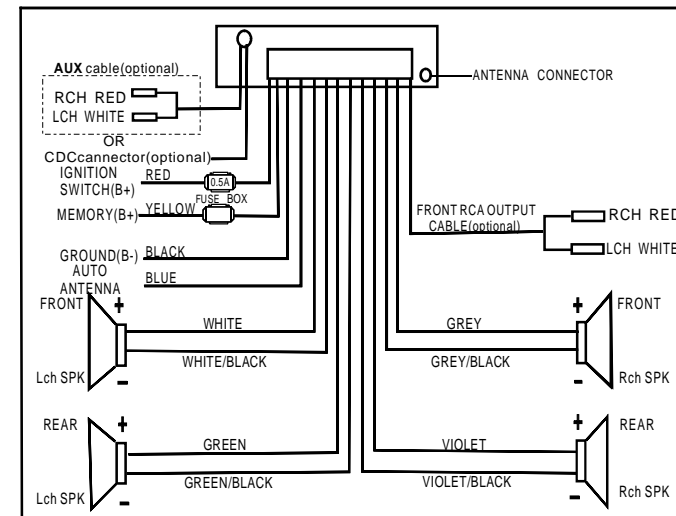 AUX cable(optional)
ANTENNA CONNECTOR
RCH RED
LCH WHITE
OR
CDCcannector(optional)
IGNITION
SWITCH(B+)
RED
0.5A
FUSE BOX
MEMORY(B+)
YELLOW
FRONT RCA OUTPUT
CABLE(optional)
RCH RED
LCH WHITE
GROUND(B-)
BLACK
AUTO
ANTENNA
BLUE
FRONT
+
WHITE
WHITE/BLACK
Lch SPK
-
GREY
GREY/BLACK
+
FRONT
-
Rch SPK
REAR
+
GREEN
GREEN/BLACK
Lch SPK
-
VIOLET
VIOLET/BLACK
+
REAR
-
Rch SPK